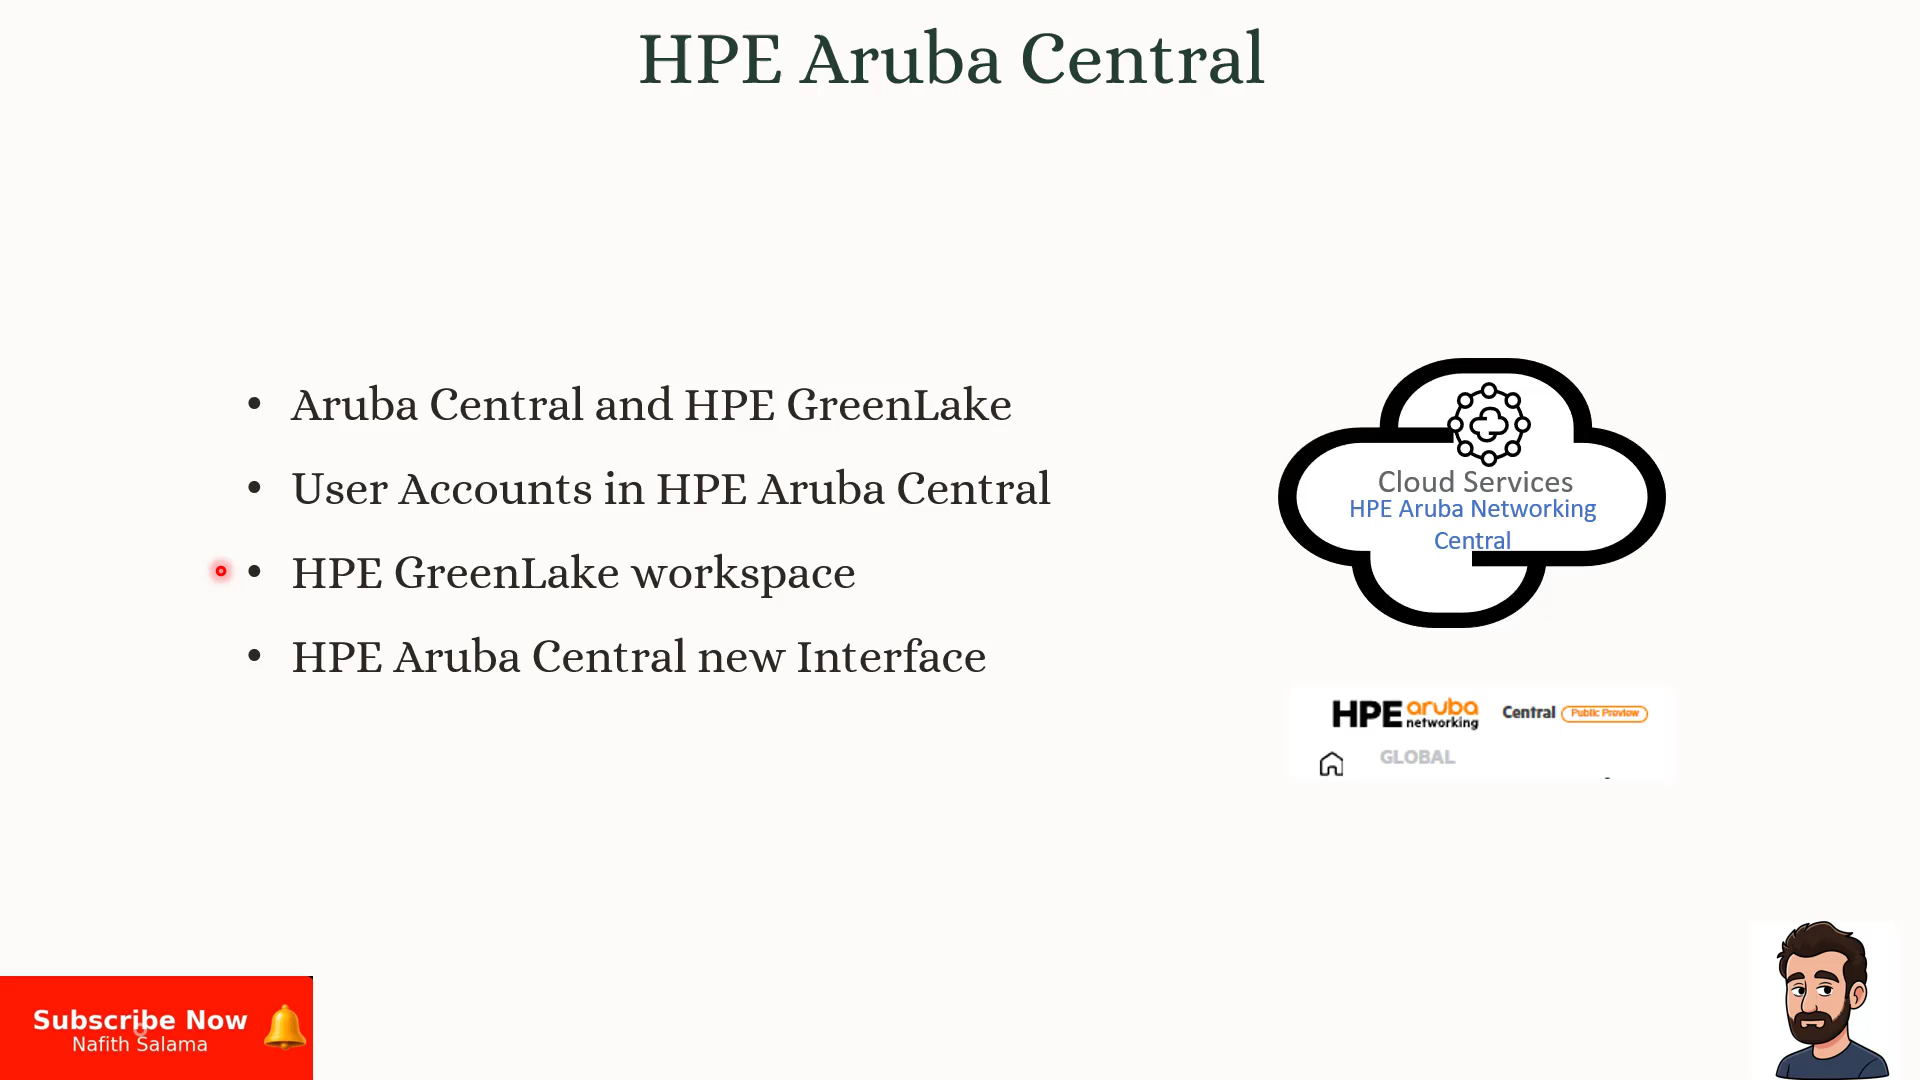 HPE Aruba Central
• Aruba Central and HPE GreenLake
• User Accounts in HPE Aruba Central
• HPE GreenLake workspace
• HPE Aruba Central new Interface
Cloud Services
HPE Aruba Networking
Central
HPE aruba networking Central Public Preview
GLOBAL
Subscribe Now
Nafith Salama